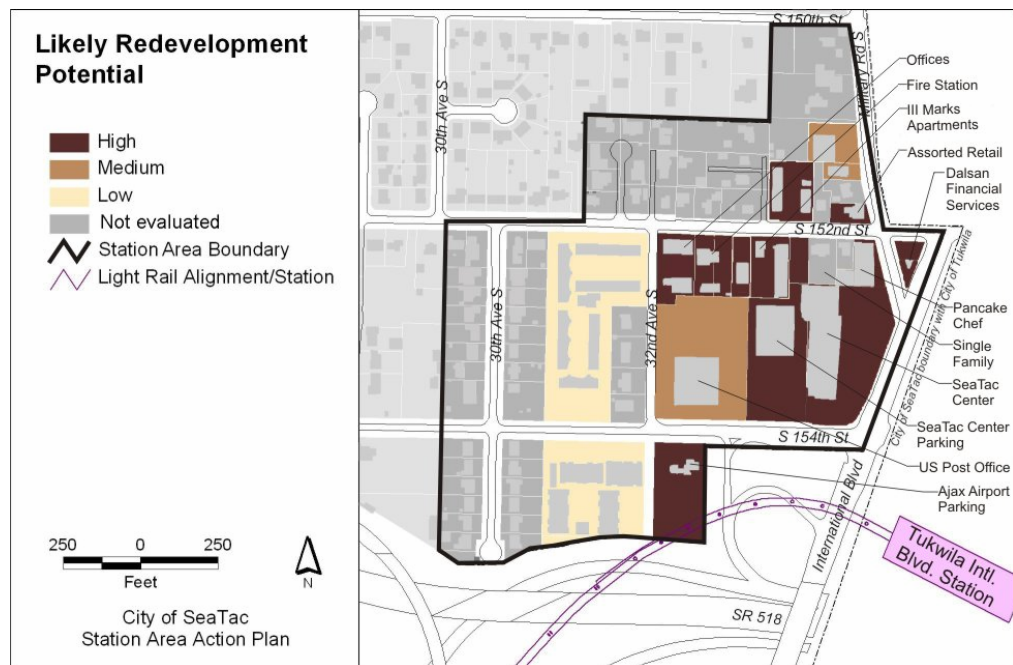 Likely Redevelopment
Potential
High
Medium
Low
Not evaluated
Station Area Boundary
Light Rail Alignment/Station
250 0 250
Feet
N
City of SeaTac
Station Area Action Plan
S 150th St
Military Rd S
30th Ave S
Offices
Fire Station
III Marks
Apartments
Assorted Retail
Dalsan
Financial
Services
S 152nd St
30th Ave S
32nd Ave S
City of SeaTac boundary with City of Tukwila
Pancake
Chef
Single
Family
SeaTac
Center
SeaTac Center
Parking
S 154th St
US Post Office
Ajax Airport
Parking
International Blvd
Tukwila Intl.
Blvd. Station
SR 518